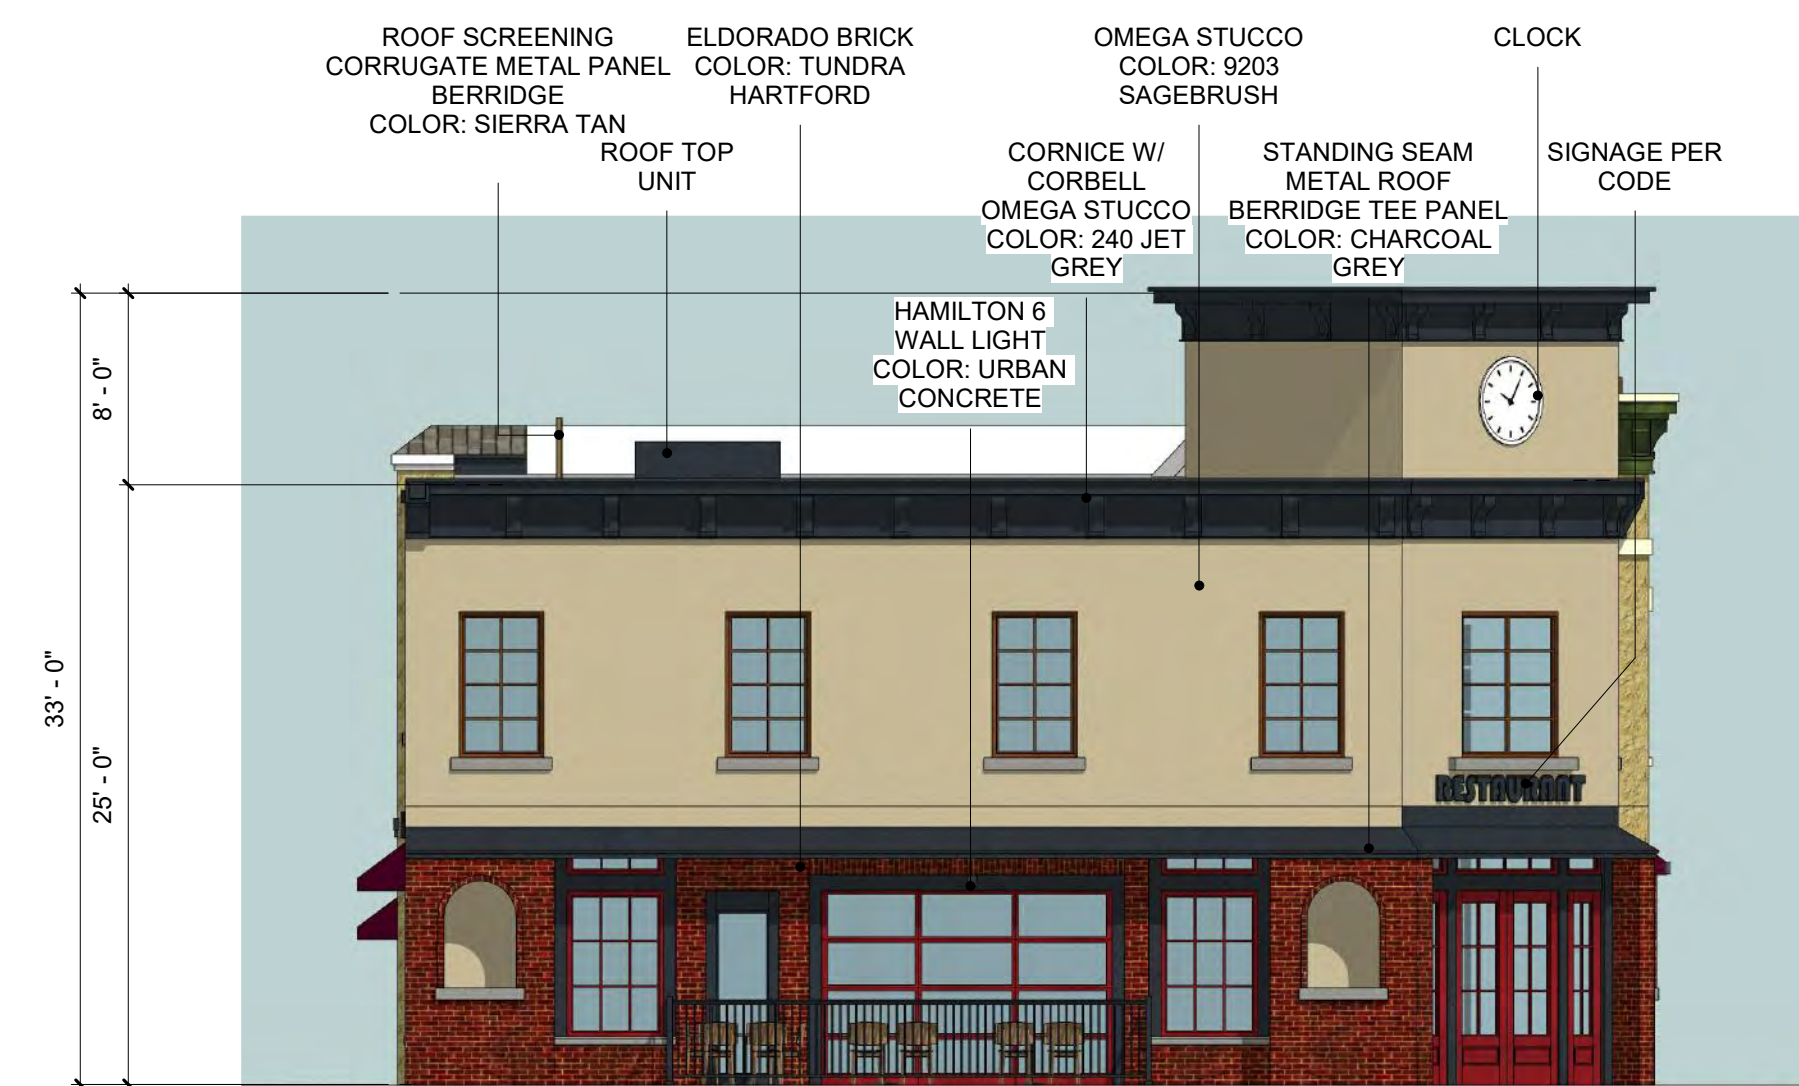 ROOF SCREENING
CORRUGATE METAL PANEL
BERRIDGE
COLOR: SIERRA TAN
ELDORADO BRICK
COLOR: TUNDRA
HARTFORD
OMEGA STUCCO
COLOR: 9203
SAGEBRUSH
CLOCK
ROOF TOP
UNIT
CORNICE W/
CORBELL
OMEGA STUCCO
COLOR: 240 JET
GREY
STANDING SEAM
METAL ROOF
BERRIDGE TEE PANEL
COLOR: CHARCOAL
GREY
SIGNAGE PER
CODE
HAMILTON 6
WALL LIGHT
COLOR: URBAN
CONCRETE
8' - 0"
33' - 0"
25' - 0"
RESTAURANT